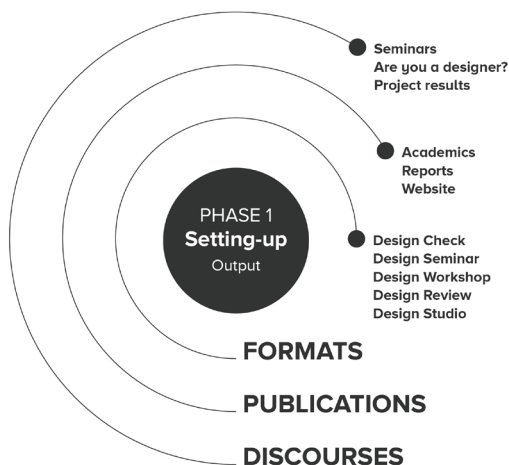 Seminars
Are you a designer?
Project results
Academics
Reports
Website
PHASE 1
Setting-up
Output
Design Check
Design Seminar
Design Workshop
Design Review
Design Studio
FORMATS
PUBLICATIONS
DISCOURSES